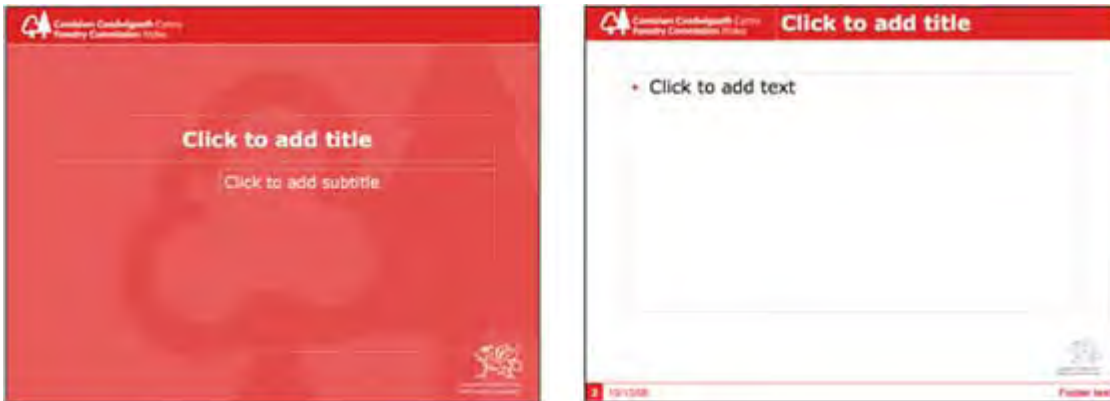 Comisiwn Coedwigaeth Cymru
Forestry Commission Wales
Click to add title
Click to add subtitle
Comisiwn Coedwigaeth Cymru
Forestry Commission Wales
Click to add title
• Click to add text
2
Footer text